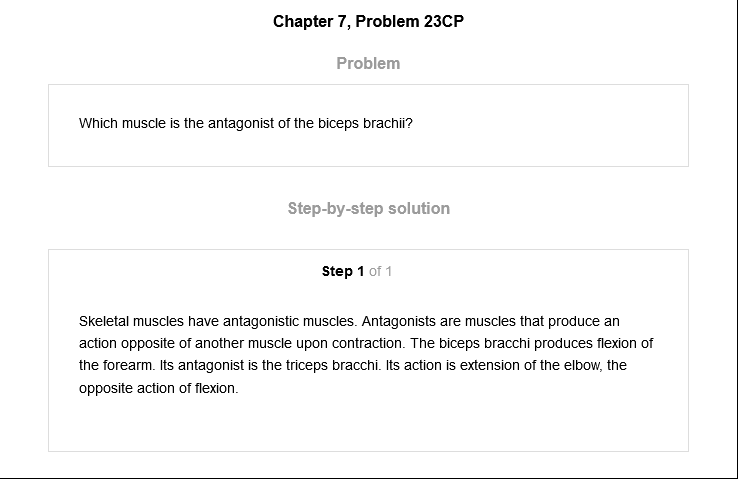 Chapter 7, Problem 23CP
Problem
Which muscle is the antagonist of the biceps brachii?
Step-by-step solution
Step 1 of 1
Skeletal muscles have antagonistic muscles. Antagonists are muscles that produce an
action opposite of another muscle upon contraction. The biceps bracchi produces flexion of
the forearm. Its antagonist is the triceps bracchi. Its action is extension of the elbow, the
opposite action of flexion.